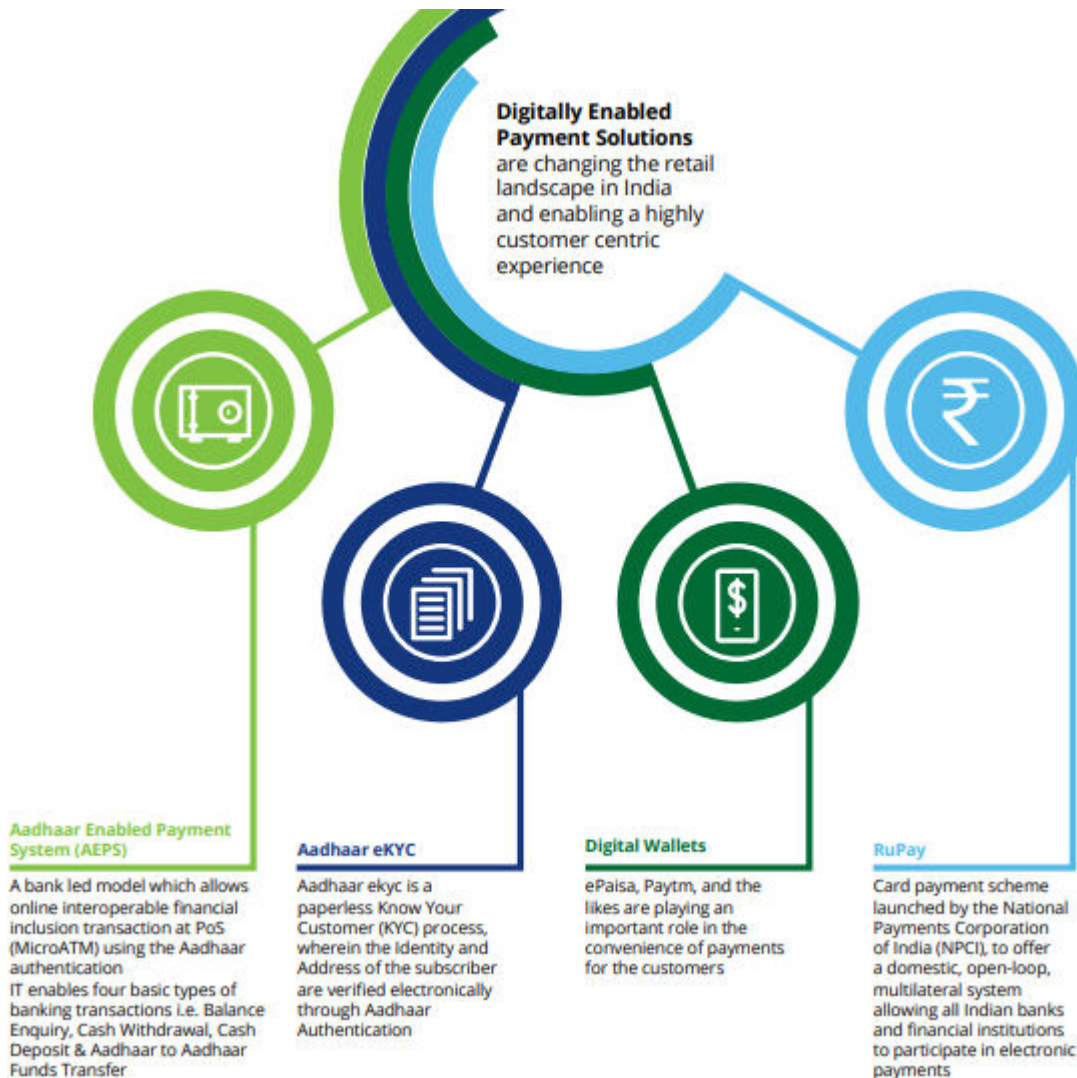 Digitally Enabled
Payment Solutions
are changing the retail
landscape in India
and enabling a highly
customer centric
experience
₹
$
Aadhaar Enabled Payment
System (AEPS)
A bank led model which allows
online interoperable financial
inclusion transaction at PoS
(MicroATM) using the Aadhaar
authentication
IT enables four basic types of
banking transactions i.e. Balance
Enquiry, Cash Withdrawal, Cash
Deposit & Aadhaar to Aadhaar
Funds Transfer
Aadhaar eKYC
Aadhaar ekyc is a
paperless Know Your
Customer (KYC) process,
wherein the Identity and
Address of the subscriber
are verified electronically
through Aadhaar
Authentication
Digital Wallets
ePaisa, Paytm, and the
likes are playing an
important role in the
convenience of payments
for the customers
RuPay
Card payment scheme
launched by the National
Payments Corporation
of India (NPCI), to offer
a domestic, open-loop,
multilateral system
allowing all Indian banks
and financial institutions
to participate in electronic
payments